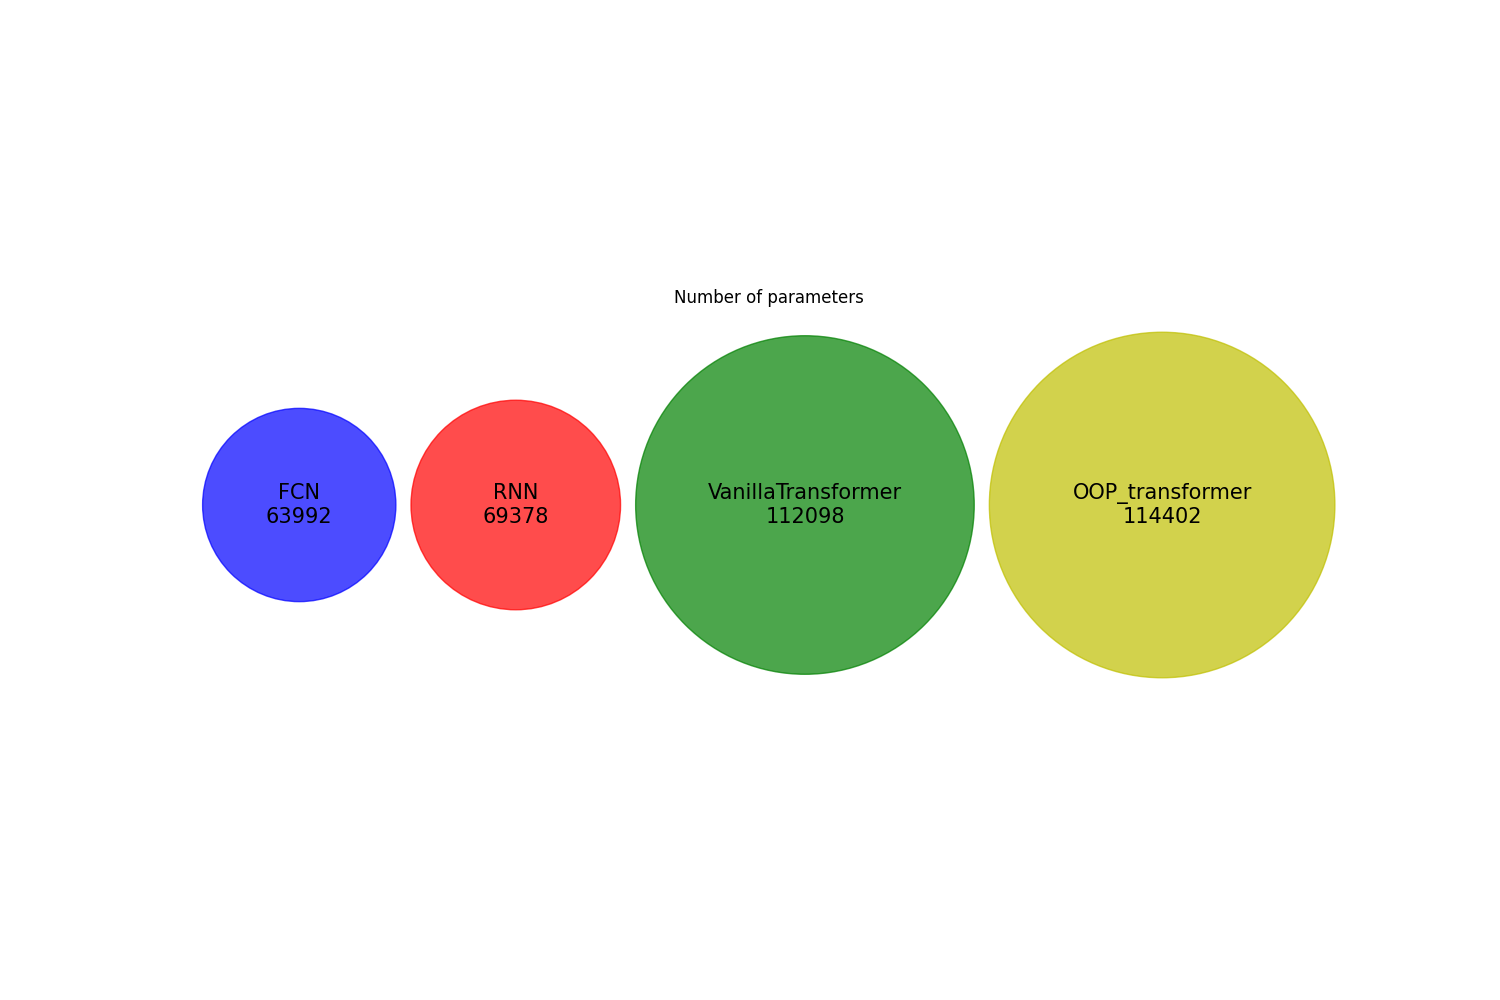 Number of parameters
FCN
63992
RNN
69378
VanillaTransformer
112098
OOP_transformer
114402